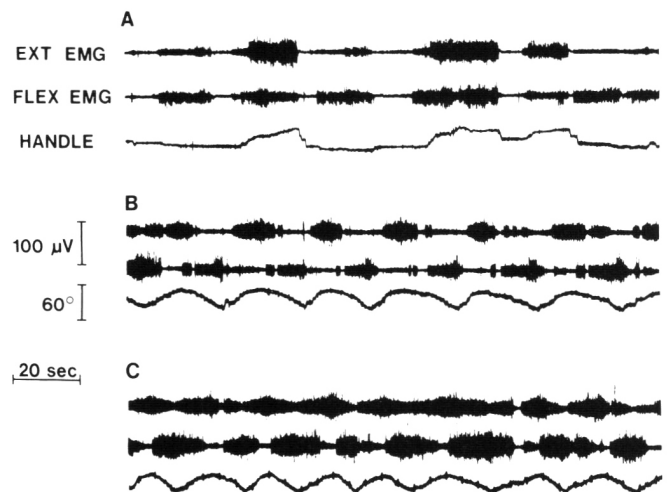 A
EXT EMG
FLEX EMG
HANDLE
B
100 µV
60°
20 sec
C